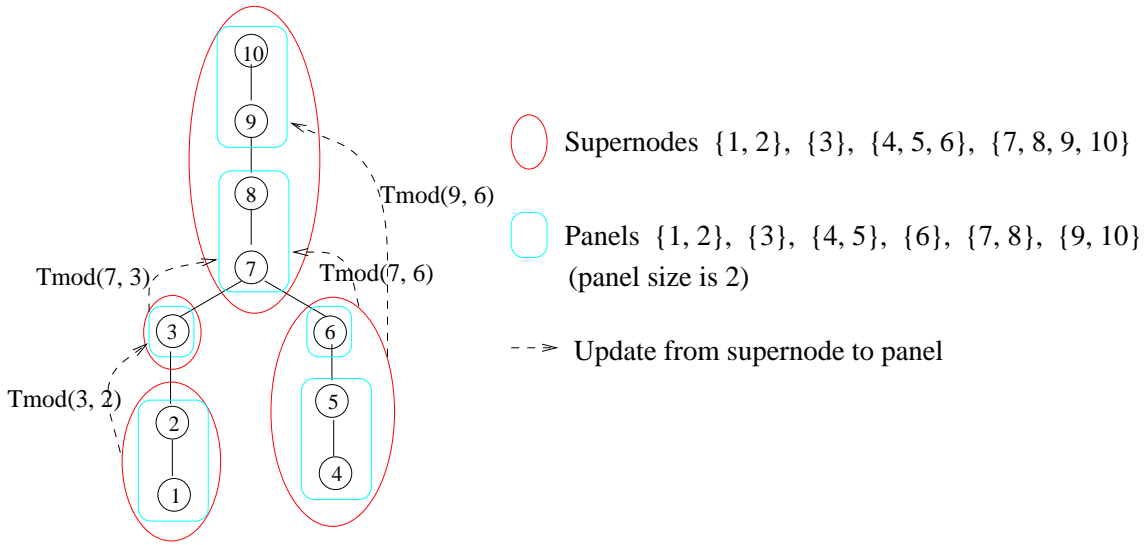 10
9
8
7
3
6
2
5
1
4
Tmod(9, 6)
Tmod(7, 3)
Tmod(7, 6)
Tmod(3, 2)
Supernodes {1, 2}, {3}, {4, 5, 6}, {7, 8, 9, 10}
Panels {1, 2}, {3}, {4, 5}, {6}, {7, 8}, {9, 10}
(panel size is 2)
Update from supernode to panel